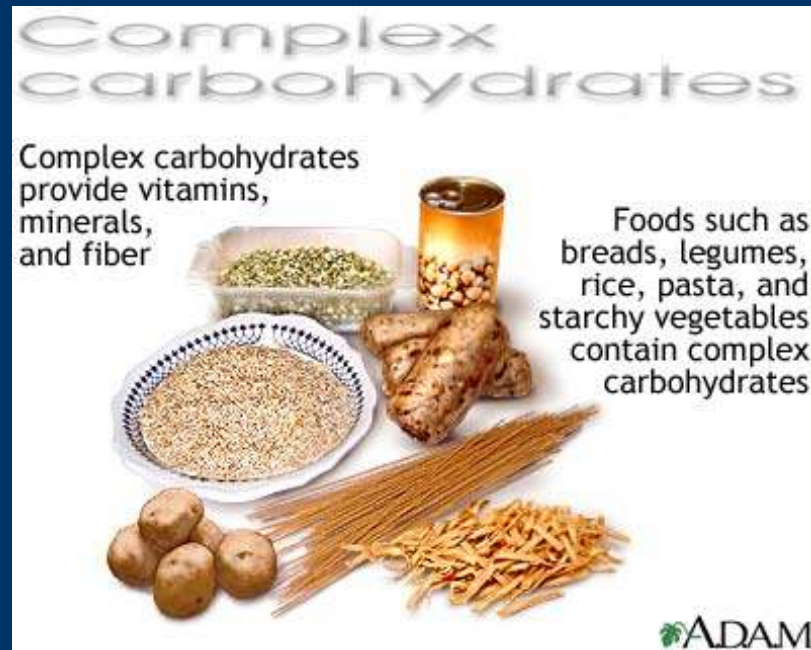 Complex
carbohydrates
Complex carbohydrates
provide vitamins,
minerals,
and fiber
Foods such as
breads, legumes,
rice, pasta, and
starchy vegetables
contain complex
carbohydrates
A.D.A.M